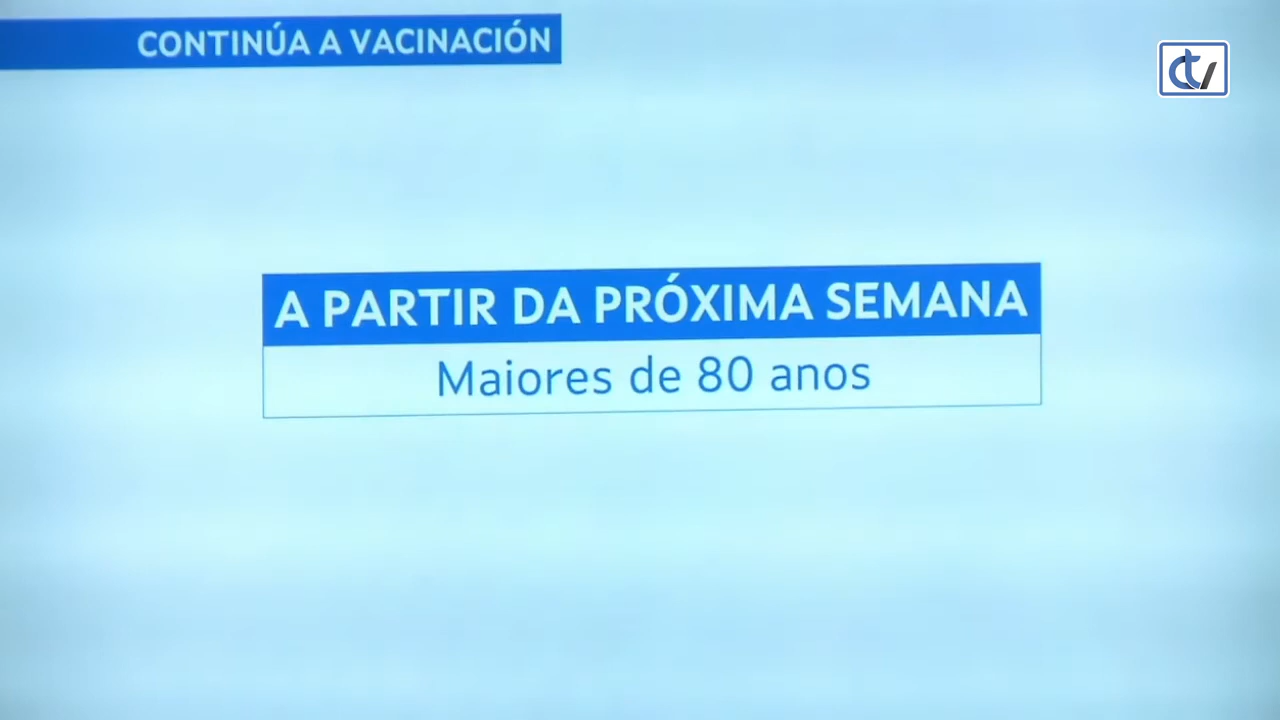 CONTINÚA A VACINACIÓN
A PARTIR DA PRÓXIMA SEMANA
Maiores de 80 anos